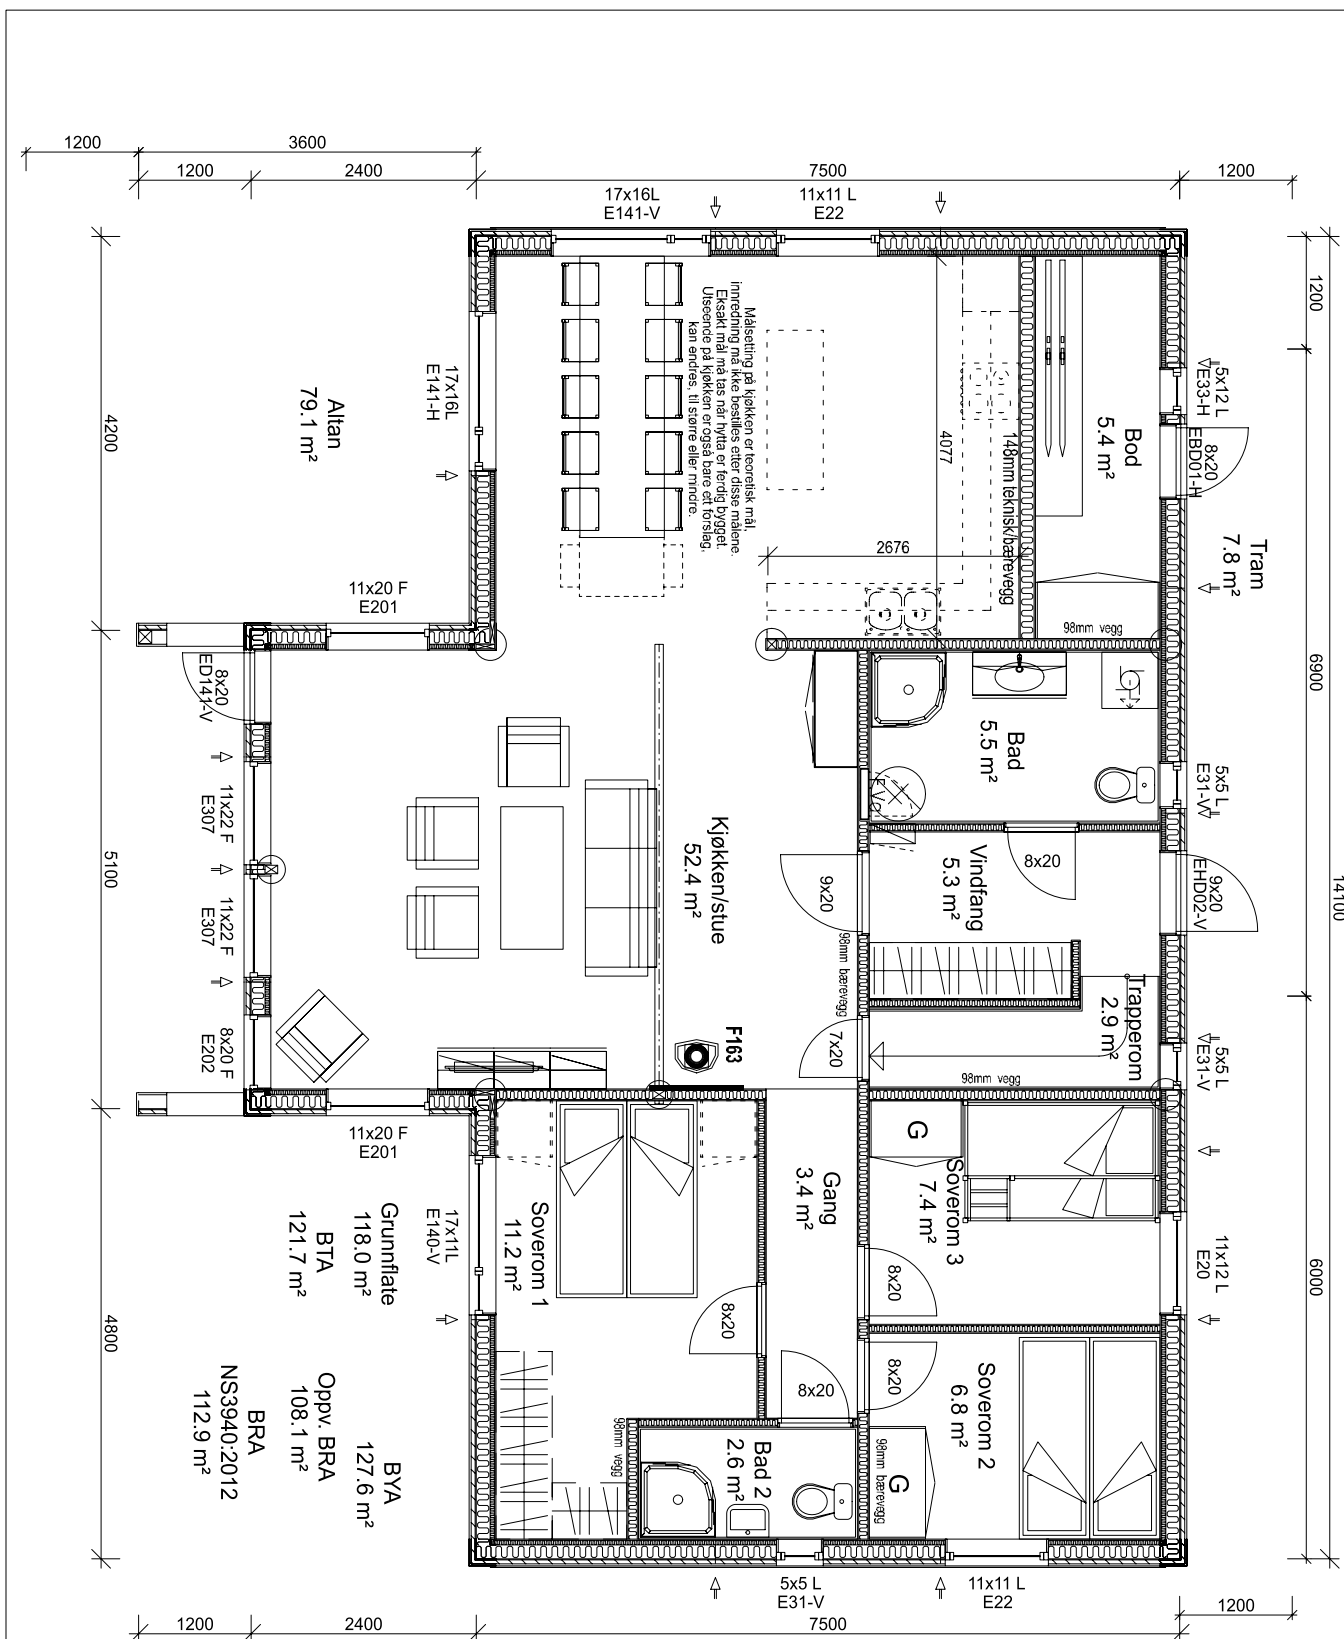 1200
3600
1200
2400
7500
1200
17x16L
E141-V
11x11 L
E22
4200
5100
4800
1200
6900
6000
14100
17x16L
E141-H
Altan
79.1 m²
Målsetting på kjøkken er teoretisk mål,
innredning må ikke bestilles etter disse målene.
Eksakt mål må tas når hytta er ferdig bygget.
Utseende på kjøkken er også bare ett forslag,
kan endres, til større eller mindre.
4077
2676
148mm teknisk/bærevegg
Bod
5.4 m²
98mm vegg
5x12 L
E33-H
8x20
EBD01-H
Tram
7.8 m²
11x20 F
E201
8x20
ED141-V
11x22 F
E307
11x22 F
E307
8x20 F
E202
11x20 F
E201
Kjøkken/stue
52.4 m²
Bad
5.5 m²
5x5 L
E31-V
Vindfang
5.3 m²
8x20
9x20
9x20
EHD02-V
98mm bærevegg
Trapperom
2.9 m²
98mm vegg
7x20
5x5 L
E31-V
F163
G
Soverom 3
7.4 m²
8x20
11x12 L
E20
Gang
3.4 m²
Soverom 1
11.2 m²
8x20
17x11L
E140-V
8x20
8x20
Soverom 2
6.8 m²
G
98mm bærevegg
98mm vegg
Bad 2
2.6 m²
Grunnflate
118.0 m²
BTA
121.7 m²
BYA
127.6 m²
Oppv. BRA
108.1 m²
BRA
NS3940:2012
112.9 m²
5x5 L
E31-V
11x11 L
E22
1200
2400
7500
1200